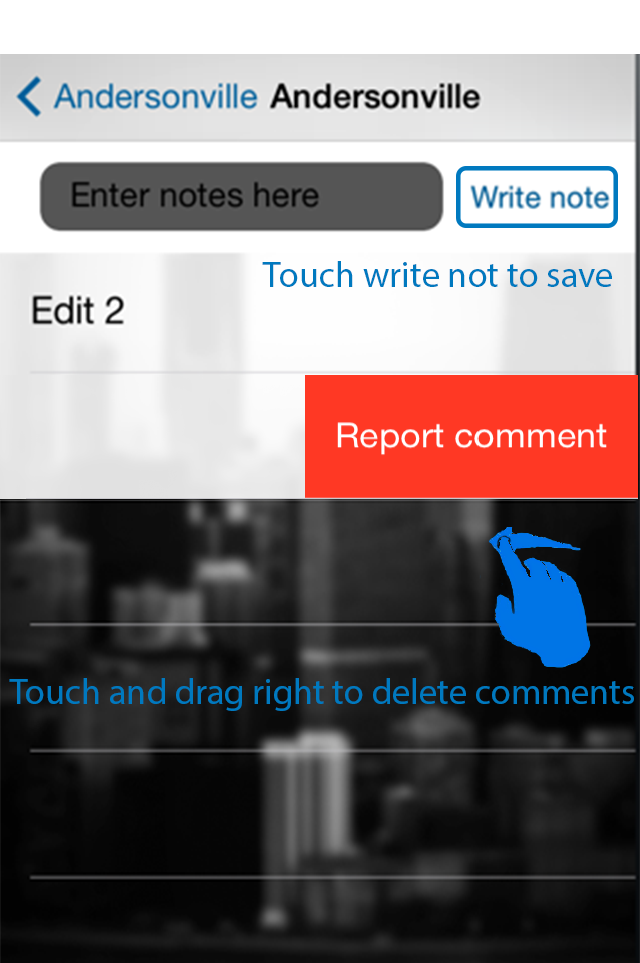 Andersonville Andersonville
Enter notes here Write note
Touch write not to save
Edit 2
Report comment
Touch and drag right to delete comments